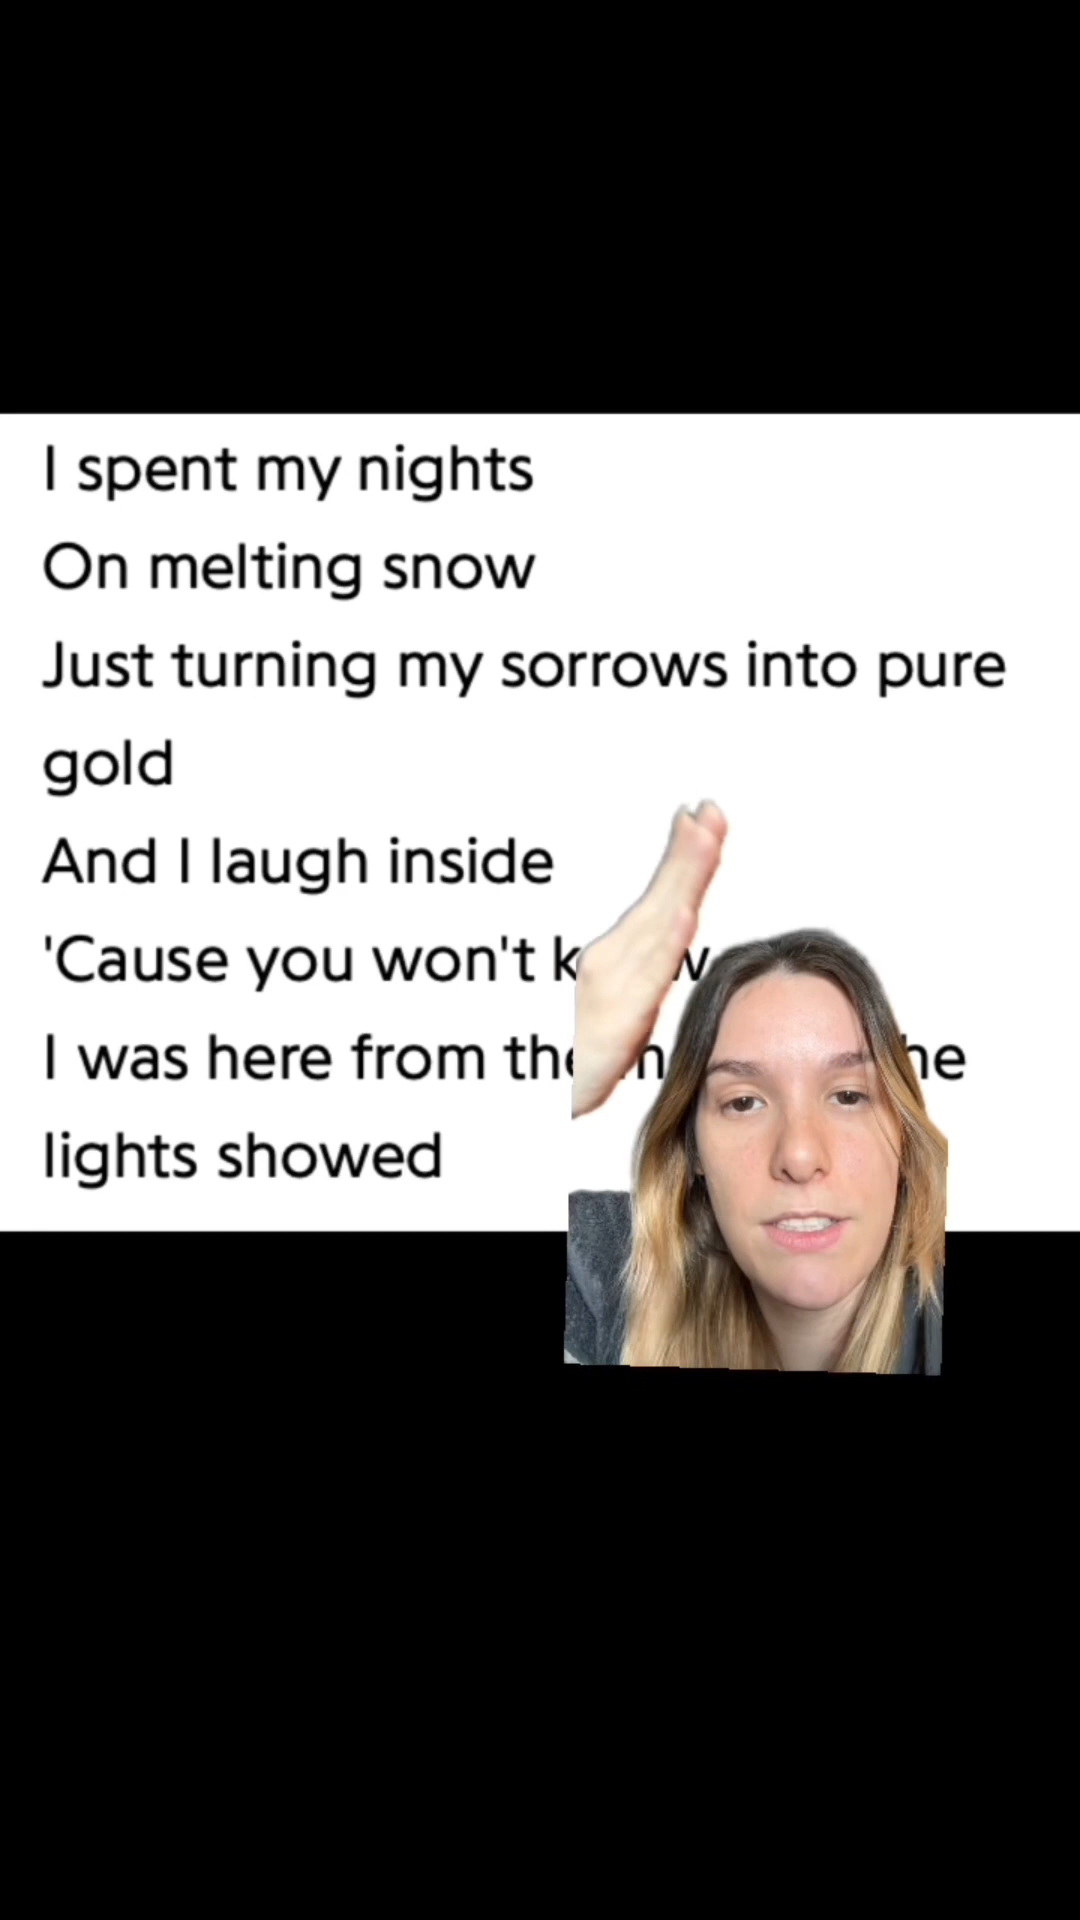 I spent my nights
On melting snow
Just turning my sorrows into pure
gold
And I laugh inside
'Cause you won't
I was here from
lights showed